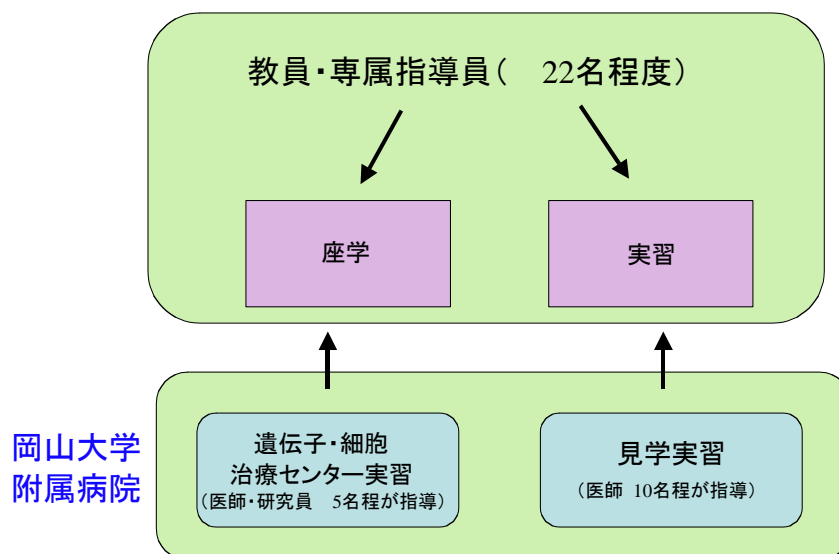 教員・専属指導員(　22名程度)
座学
実習
岡山大学
附属病院
遺伝子・細胞
治療センター実習
(医師・研究員　5名程が指導)
見学実習
(医師 10名程が指導)